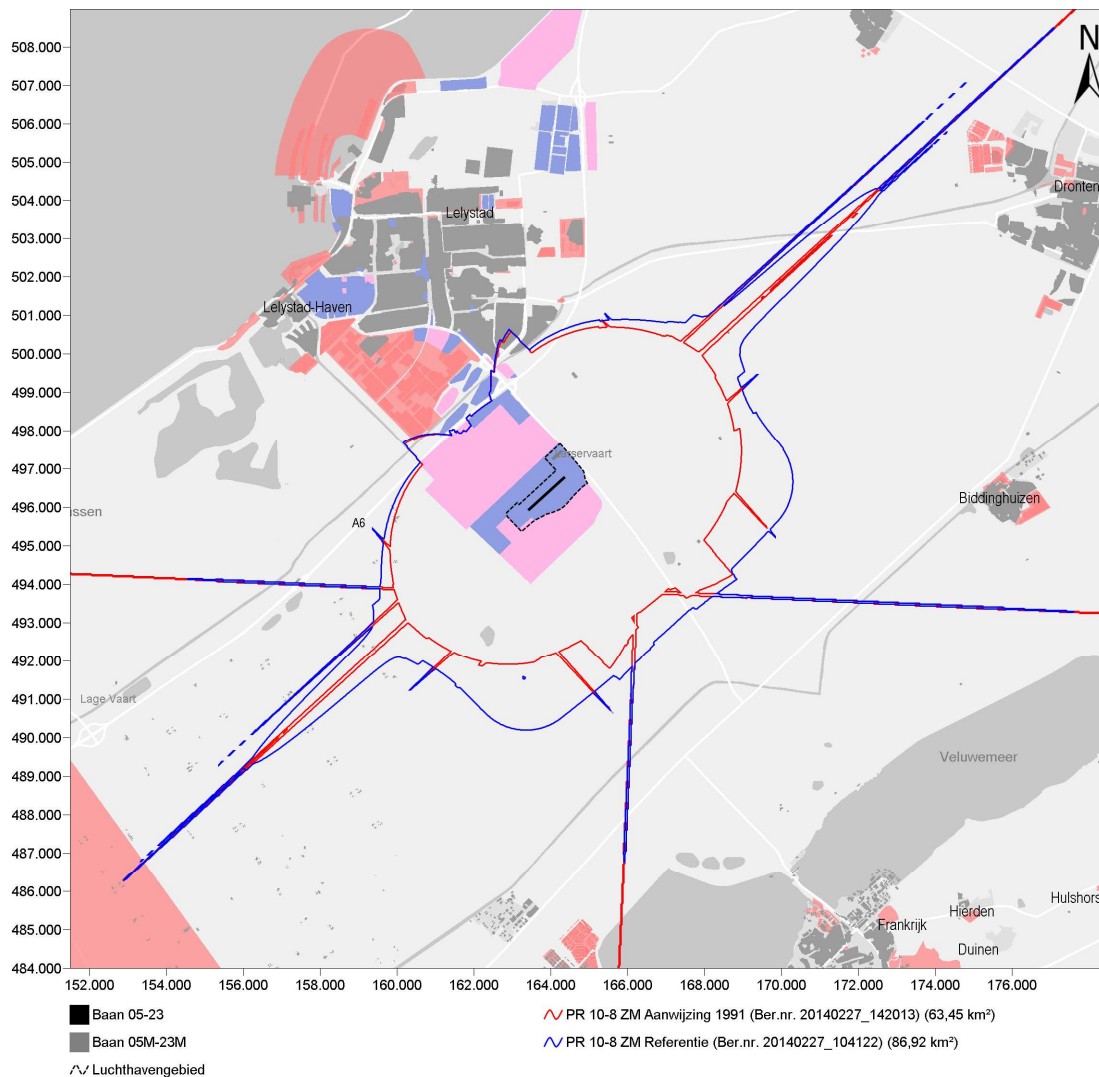 508.000
507.000
506.000
505.000
504.000
503.000
502.000
501.000
500.000
499.000
498.000
497.000
496.000
495.000
494.000
493.000
492.000
491.000
490.000
489.000
488.000
487.000
486.000
485.000
484.000
N
Dronten
Lelystad
Lelystad-Haven
Biddinghuizen
A6
Lage Vaart
Veluwemeer
Hierden
Frankrijk
Duinen
152.000 154.000 156.000 158.000 160.000 162.000 164.000 166.000 168.000 170.000 172.000 174.000 176.000
Baan 05-23
Baan 05M-23M
Luchthavengebied
PR 10-8 ZM Aanwijzing 1991 (Ber.nr. 20140227_142013) (63,45 km²)
PR 10-8 ZM Referentie (Ber.nr. 20140227_104122) (86,92 km²)